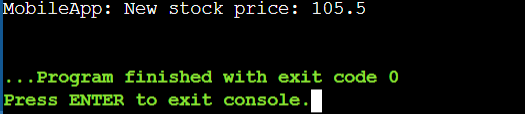 MobileApp: New stock price: 105.5
...Program finished with exit code 0
Press ENTER to exit console.